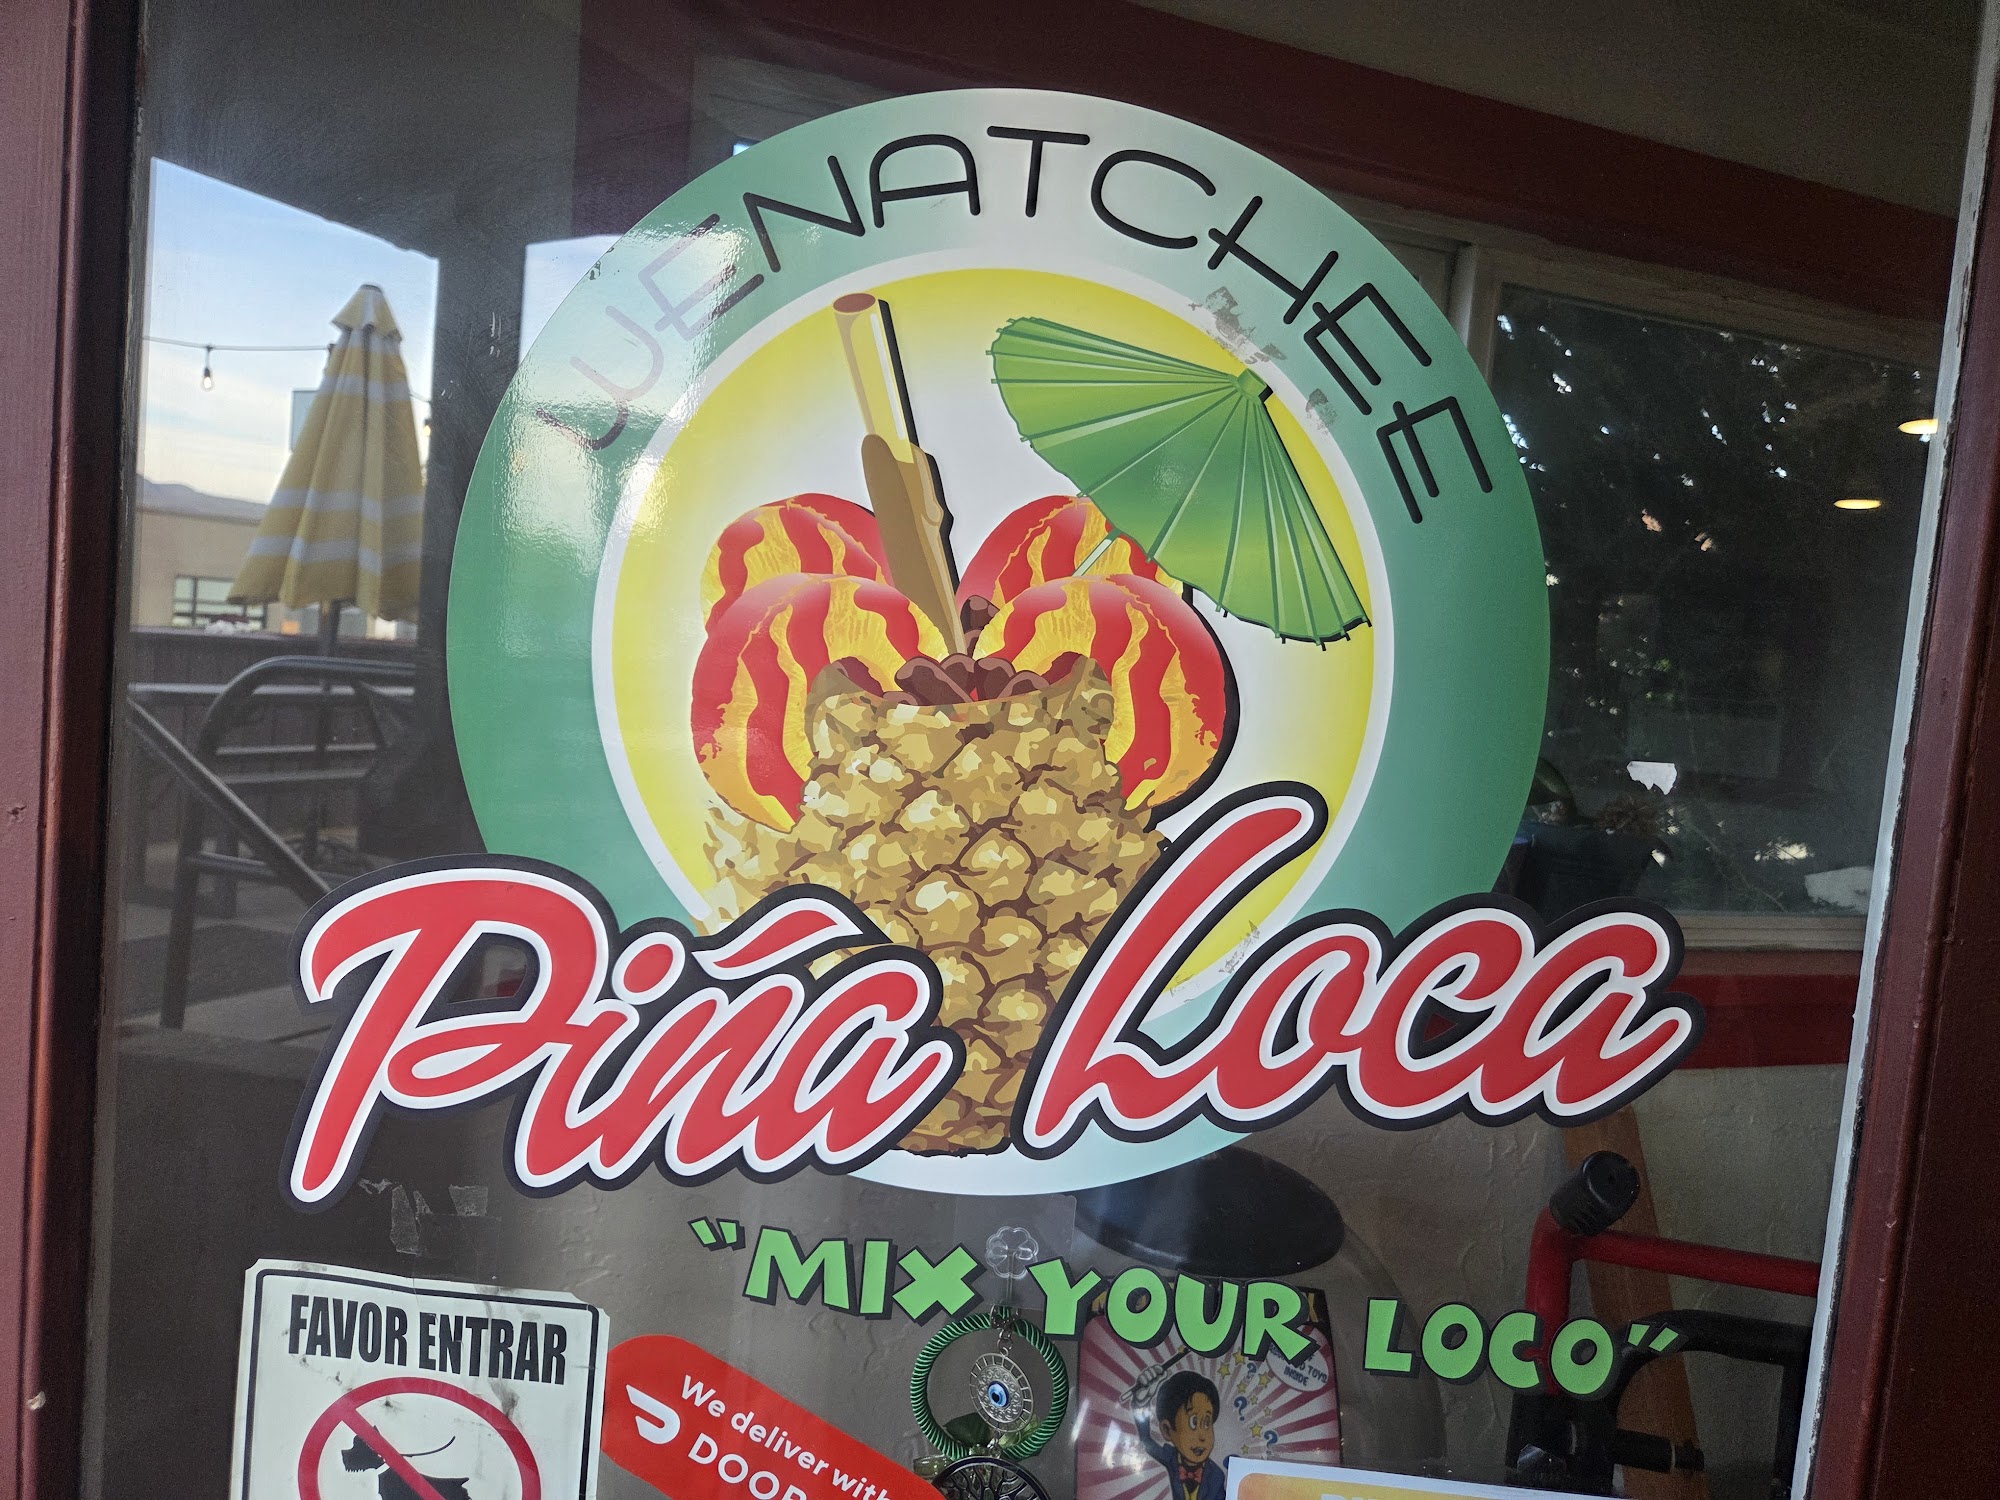 WENATCHEE
Piña Loca
“MIX YOUR LOCO”
FAVOR ENTRAR
We deliver with